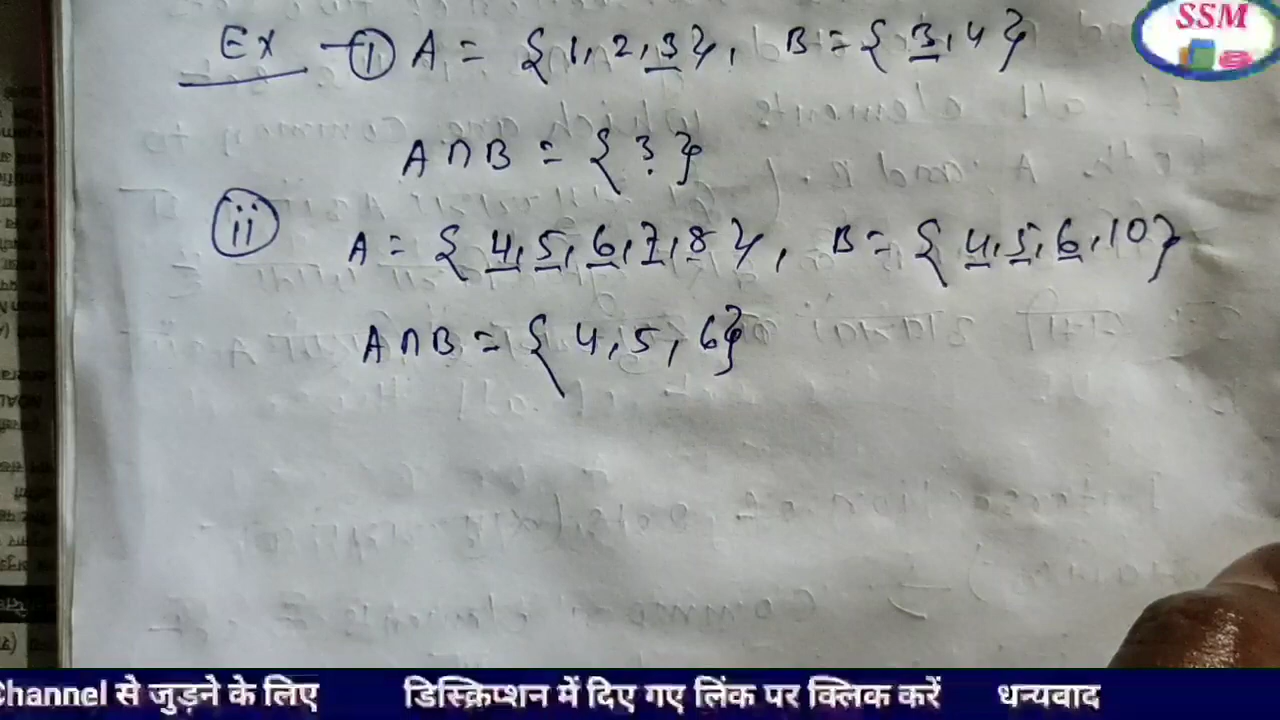 SSM
Ex - (i) A = {1, 2, 3}, B = {3, 4}
A ∩ B = {3}
(ii) A = {4, 5, 6, 7, 8}, B = {4, 5, 6, 10}
A ∩ B = {4, 5, 6}
Channel से जुड़ने के लिए डिस्क्रिप्शन में दिए गए लिंक पर क्लिक करें धन्यवाद